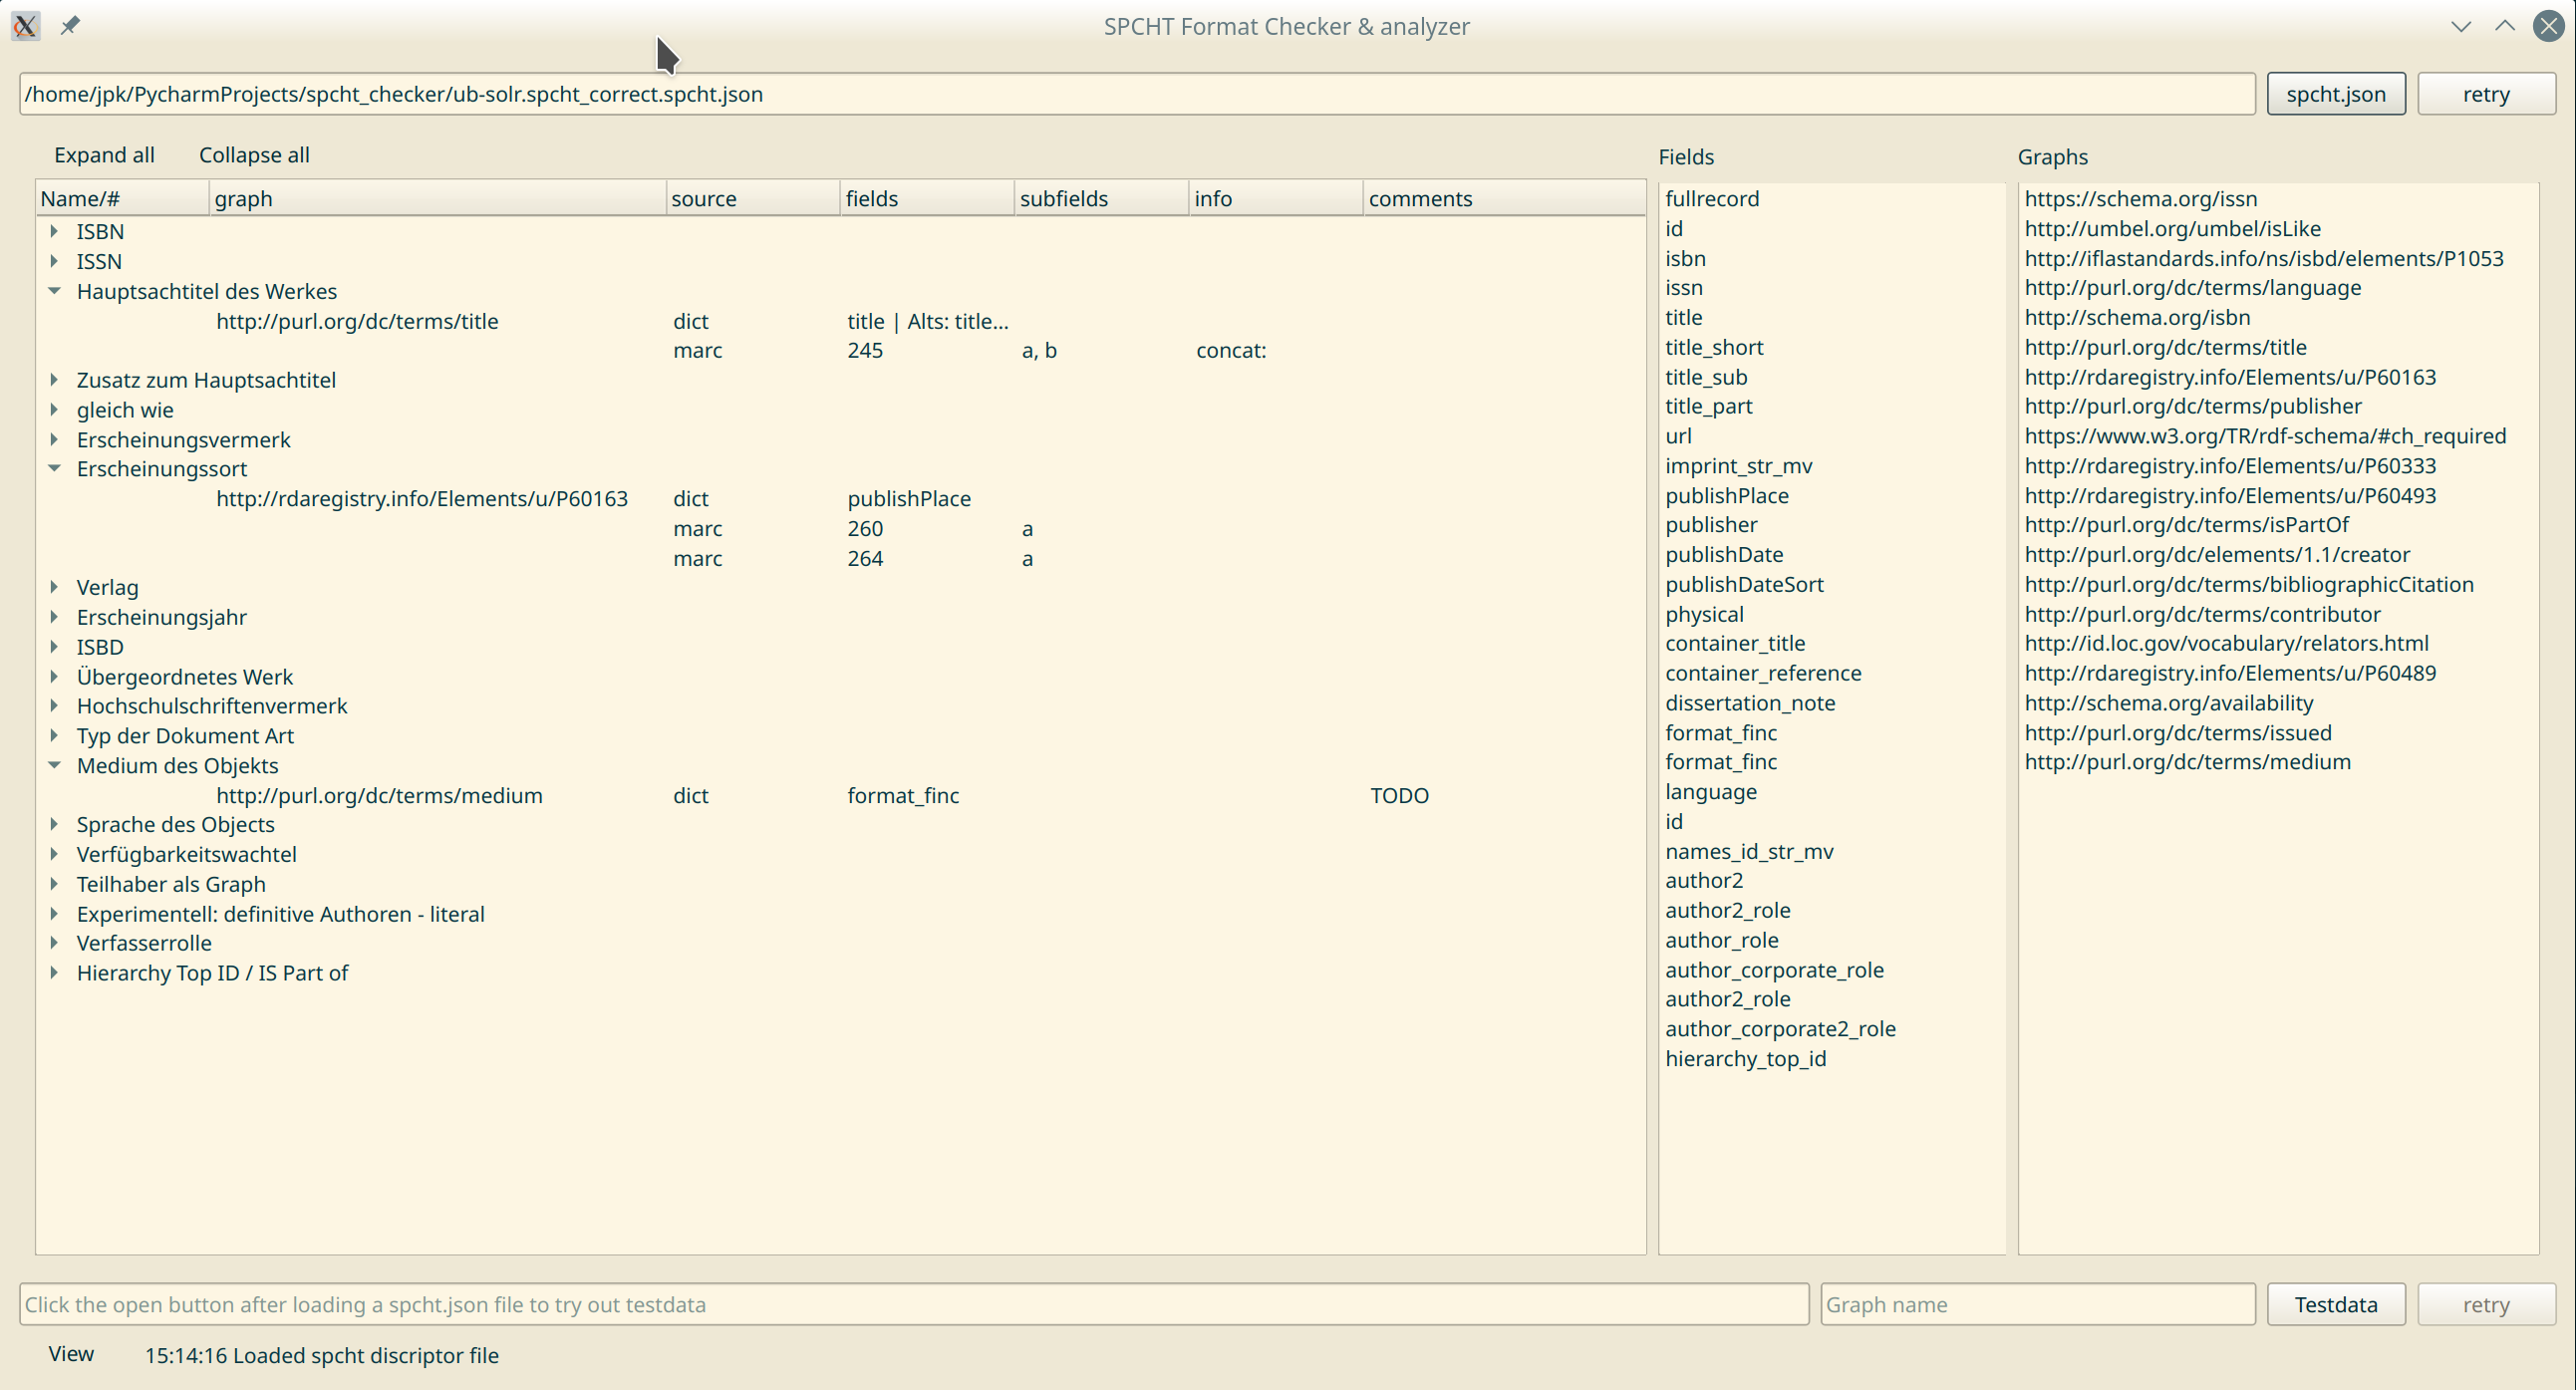 SPCHT Format Checker & analyzer
/home/jpk/PycharmProjects/spcht_checker/ub-solr.spcht_correct.spcht.json
spcht.json
retry
Expand all
Collapse all
Name/# graph source fields subfields info comments
ISBN
ISSN
Hauptsachtitel des Werkes
http://purl.org/dc/terms/title dict title | Alts: title...
marc 245 a, b concat:
Zusatz zum Hauptsachtitel
gleich wie
Erscheinungsvermerk
Erscheinungssort
http://rdaregistry.info/Elements/u/P60163 dict publishPlace
marc 260 a
marc 264 a
Verlag
Erscheinungsjahr
ISBD
Übergeordnetes Werk
Hochschulschriftenvermerk
Typ der Dokument Art
Medium des Objekts
http://purl.org/dc/terms/medium dict format_finc TODO
Sprache des Objects
Verfügbarkeitswachtel
Teilhaber als Graph
Experimentell: definitive Authoren - literal
Verfasserrolle
Hierarchy Top ID / IS Part of
Fields
fullrecord
id
isbn
issn
title
title_short
title_sub
title_part
url
imprint_str_mv
publishPlace
publisher
publishDate
publishDateSort
physical
container_title
container_reference
dissertation_note
format_finc
format_finc
language
id
names_id_str_mv
author2
author2_role
author_role
author_corporate_role
author2_role
author_corporate2_role
hierarchy_top_id
Graphs
https://schema.org/issn
http://umbel.org/umbel/isLike
http://iflastandards.info/ns/isbd/elements/P1053
http://purl.org/dc/terms/language
http://schema.org/isbn
http://purl.org/dc/terms/title
http://rdaregistry.info/Elements/u/P60163
http://purl.org/dc/terms/publisher
https://www.w3.org/TR/rdf-schema/#ch_required
http://rdaregistry.info/Elements/u/P60333
http://rdaregistry.info/Elements/u/P60493
http://purl.org/dc/terms/isPartOf
http://purl.org/dc/elements/1.1/creator
http://purl.org/dc/terms/bibliographicCitation
http://purl.org/dc/terms/contributor
http://id.loc.gov/vocabulary/relators.html
http://rdaregistry.info/Elements/u/P60489
http://schema.org/availability
http://purl.org/dc/terms/issued
http://purl.org/dc/terms/medium
Click the open button after loading a spcht.json file to try out testdata
Graph name
Testdata
retry
View
15:14:16 Loaded spcht discriptor file